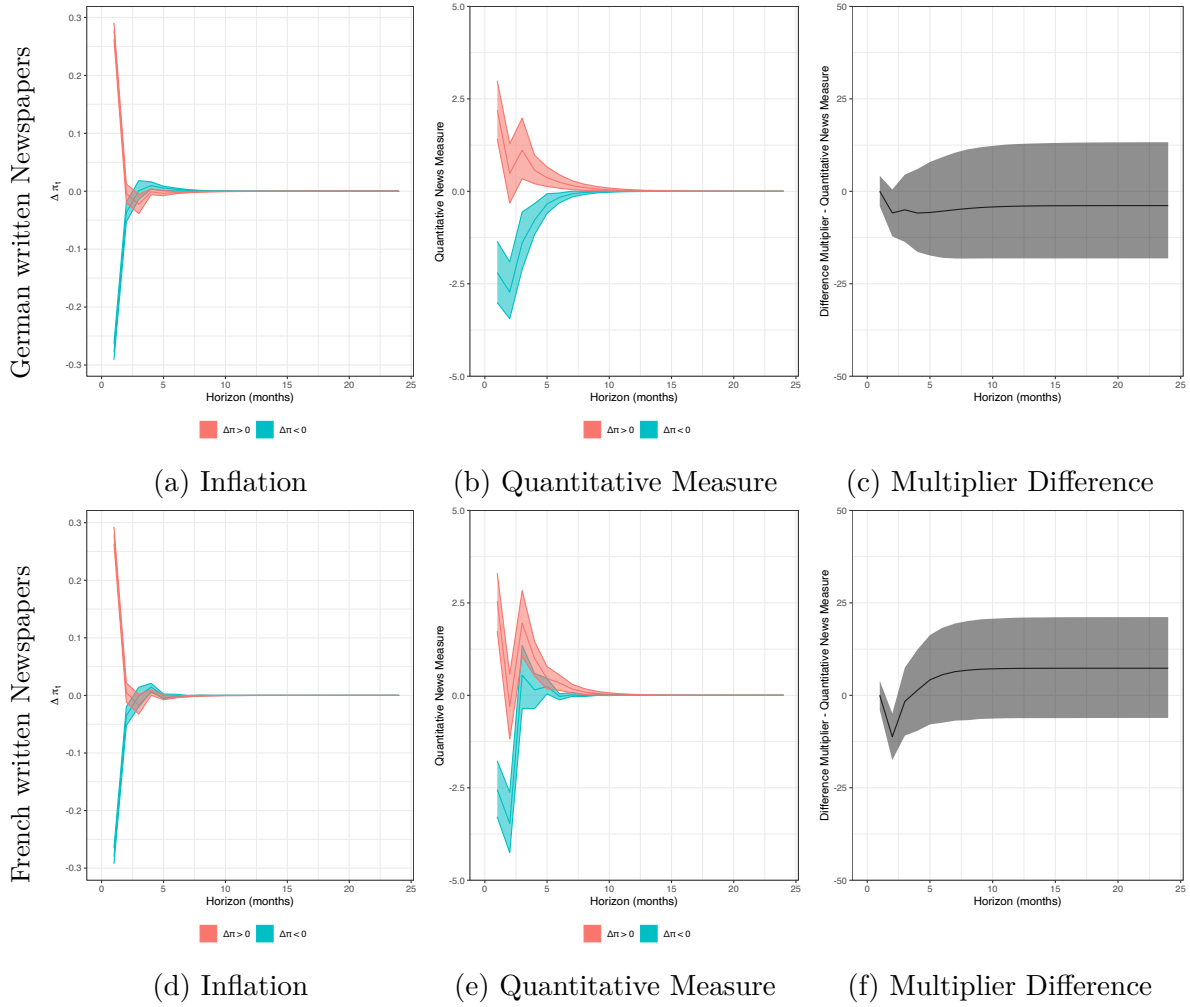 German written Newspapers
0.3
0.2
0.1
0.0
-0.1
-0.2
-0.3
Δ π t
0
5
10
15
20
25
Horizon (months)
Δπ > 0 Δπ < 0
(a) Inflation
5.0
2.5
0.0
-2.5
-5.0
Quantitative News Measure
0
5
10
15
20
25
Horizon (months)
Δπ > 0 Δπ < 0
(b) Quantitative Measure
50
25
0
-25
-50
Difference Multiplier - Quantitative News Measure
0
5
10
15
20
25
Horizon (months)
(c) Multiplier Difference
French written Newspapers
0.3
0.2
0.1
0.0
-0.1
-0.2
-0.3
Δ π t
0
5
10
15
20
25
Horizon (months)
Δπ > 0 Δπ < 0
(d) Inflation
5.0
2.5
0.0
-2.5
-5.0
Quantitative News Measure
0
5
10
15
20
25
Horizon (months)
Δπ > 0 Δπ < 0
(e) Quantitative Measure
50
25
0
-25
-50
Difference Multiplier - Quantitative News Measure
0
5
10
15
20
25
Horizon (months)
(f) Multiplier Difference